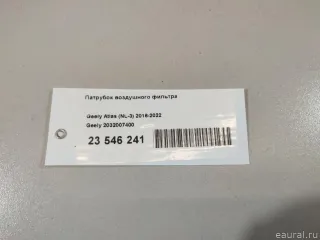 Патрубок воздушного фильтра
Geely Atlas (NL-3) 2016-2022
Geely 2032007400
23 546 241
eaural.ru